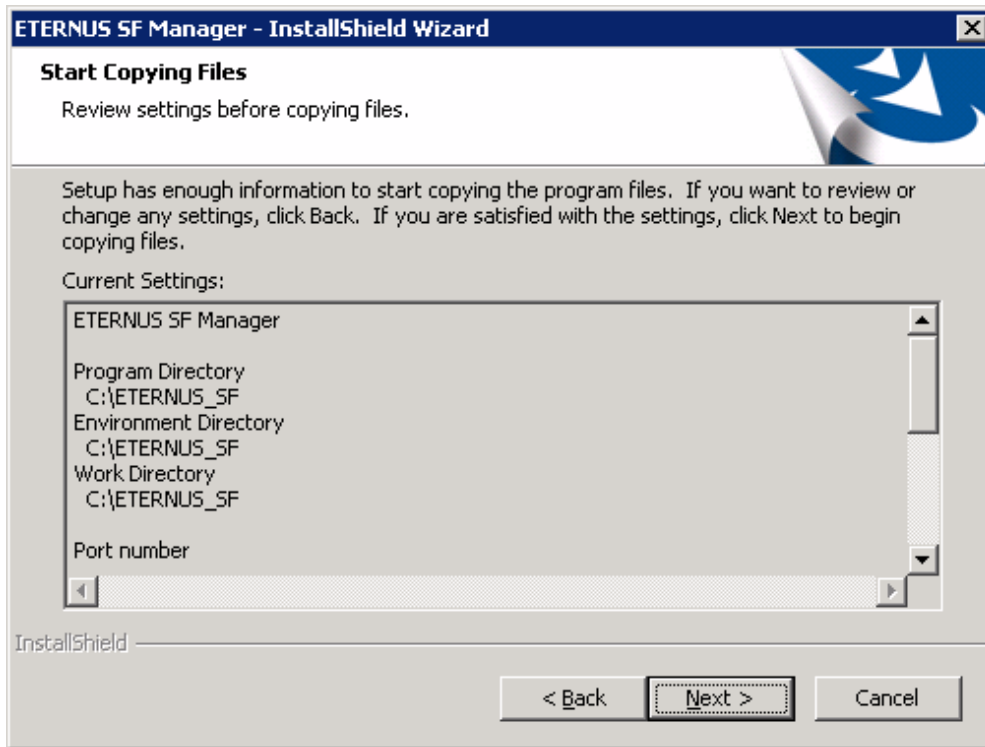 ETERNUS SF Manager - InstallShield Wizard
Start Copying Files
Review settings before copying files.
Setup has enough information to start copying the program files. If you want to review or
change any settings, click Back. If you are satisfied with the settings, click Next to begin
copying files.
Current Settings:
ETERNUS SF Manager
Program Directory
C:\ETERNUS_SF
Environment Directory
C:\ETERNUS_SF
Work Directory
C:\ETERNUS_SF
Port number
InstallShield
< Back
Next >
Cancel